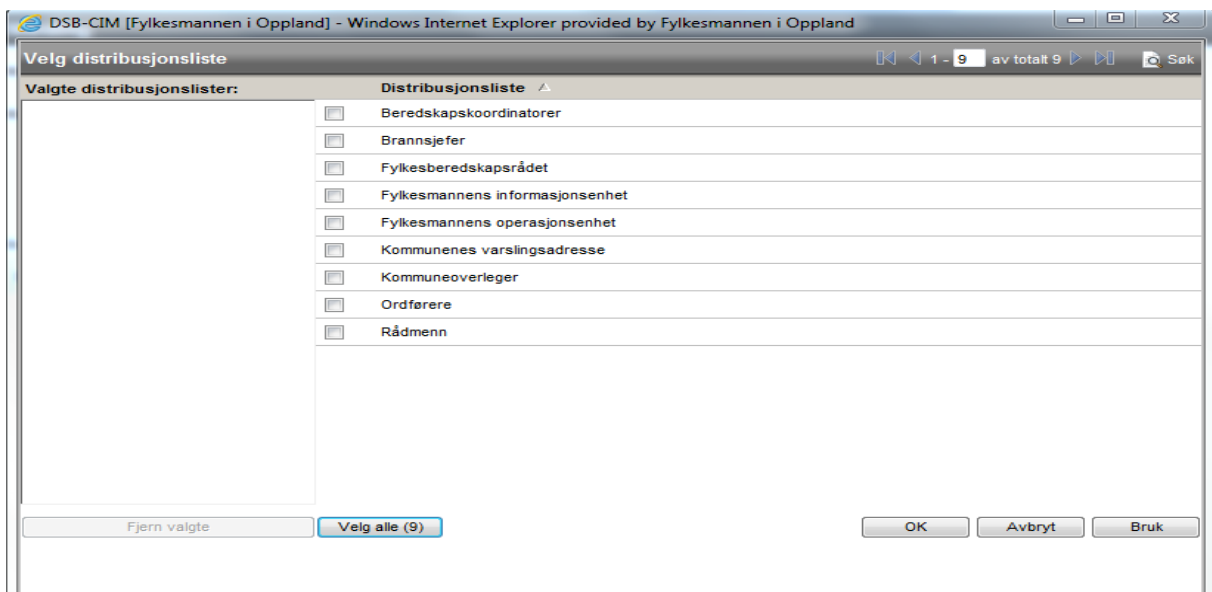 DSB-CIM [Fylkesmannen i Oppland] - Windows Internet Explorer provided by Fylkesmannen i Oppland
Velg distribusjonsliste 1 - 9 av totalt 9 Søk
Valgte distribusjonslister: Distribusjonsliste
Beredskapskoordinatorer
Brannsjefer
Fylkesberedskapsrådet
Fylkesmannens informasjonsenhet
Fylkesmannens operasjonsenhet
Kommunenes varslingsadresse
Kommuneoverleger
Ordførere
Rådmenn
Fjern valgte Velg alle (9) OK Avbryt Bruk